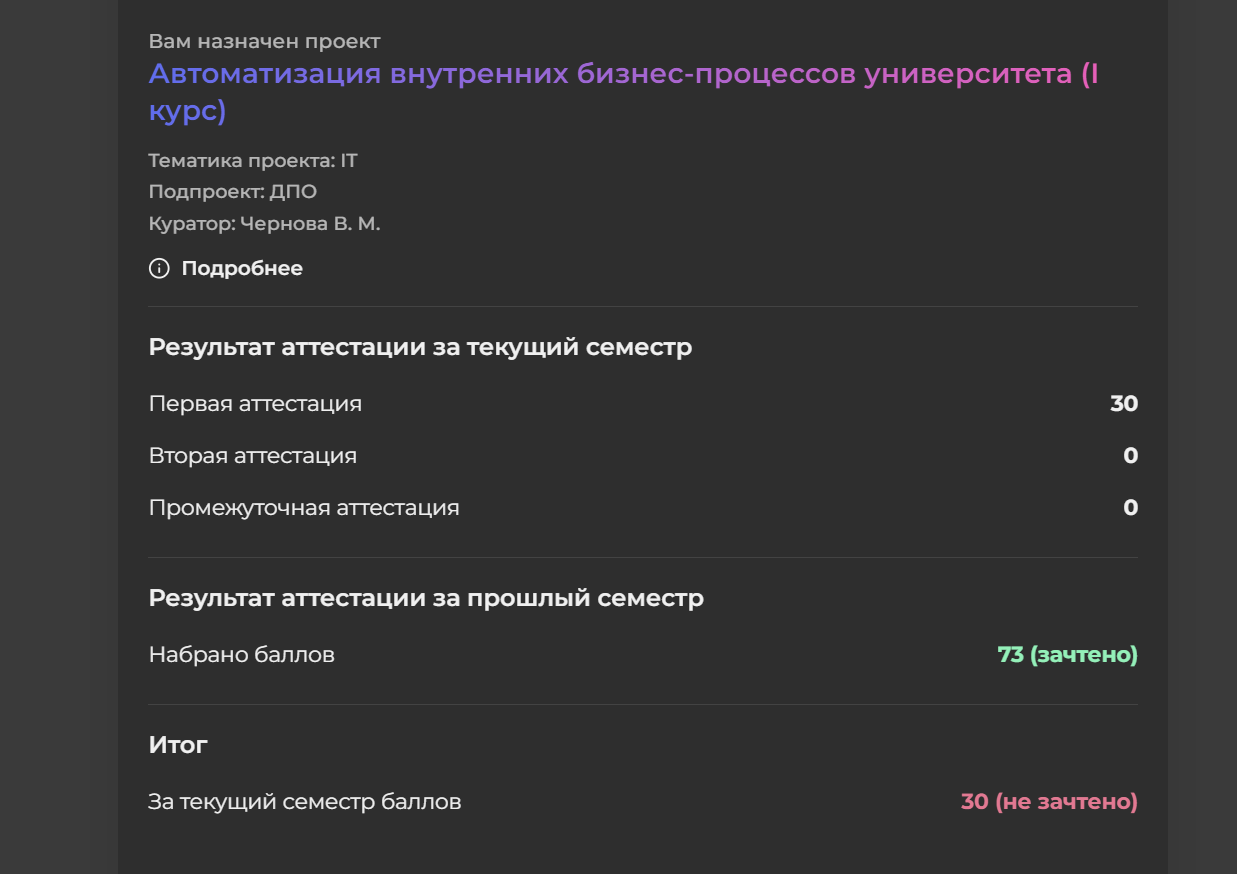 Вам назначен проект
Автоматизация внутренних бизнес-процессов университета (I
курс)
Тематика проекта: IT
Подпроект: ДПО
Куратор: Чернова В. М.
Подробнее
Результат аттестации за текущий семестр
Первая аттестация 30
Вторая аттестация 0
Промежуточная аттестация 0
Результат аттестации за прошлый семестр
Набрано баллов 73 (зачтено)
Итог
За текущий семестр баллов 30 (не зачтено)